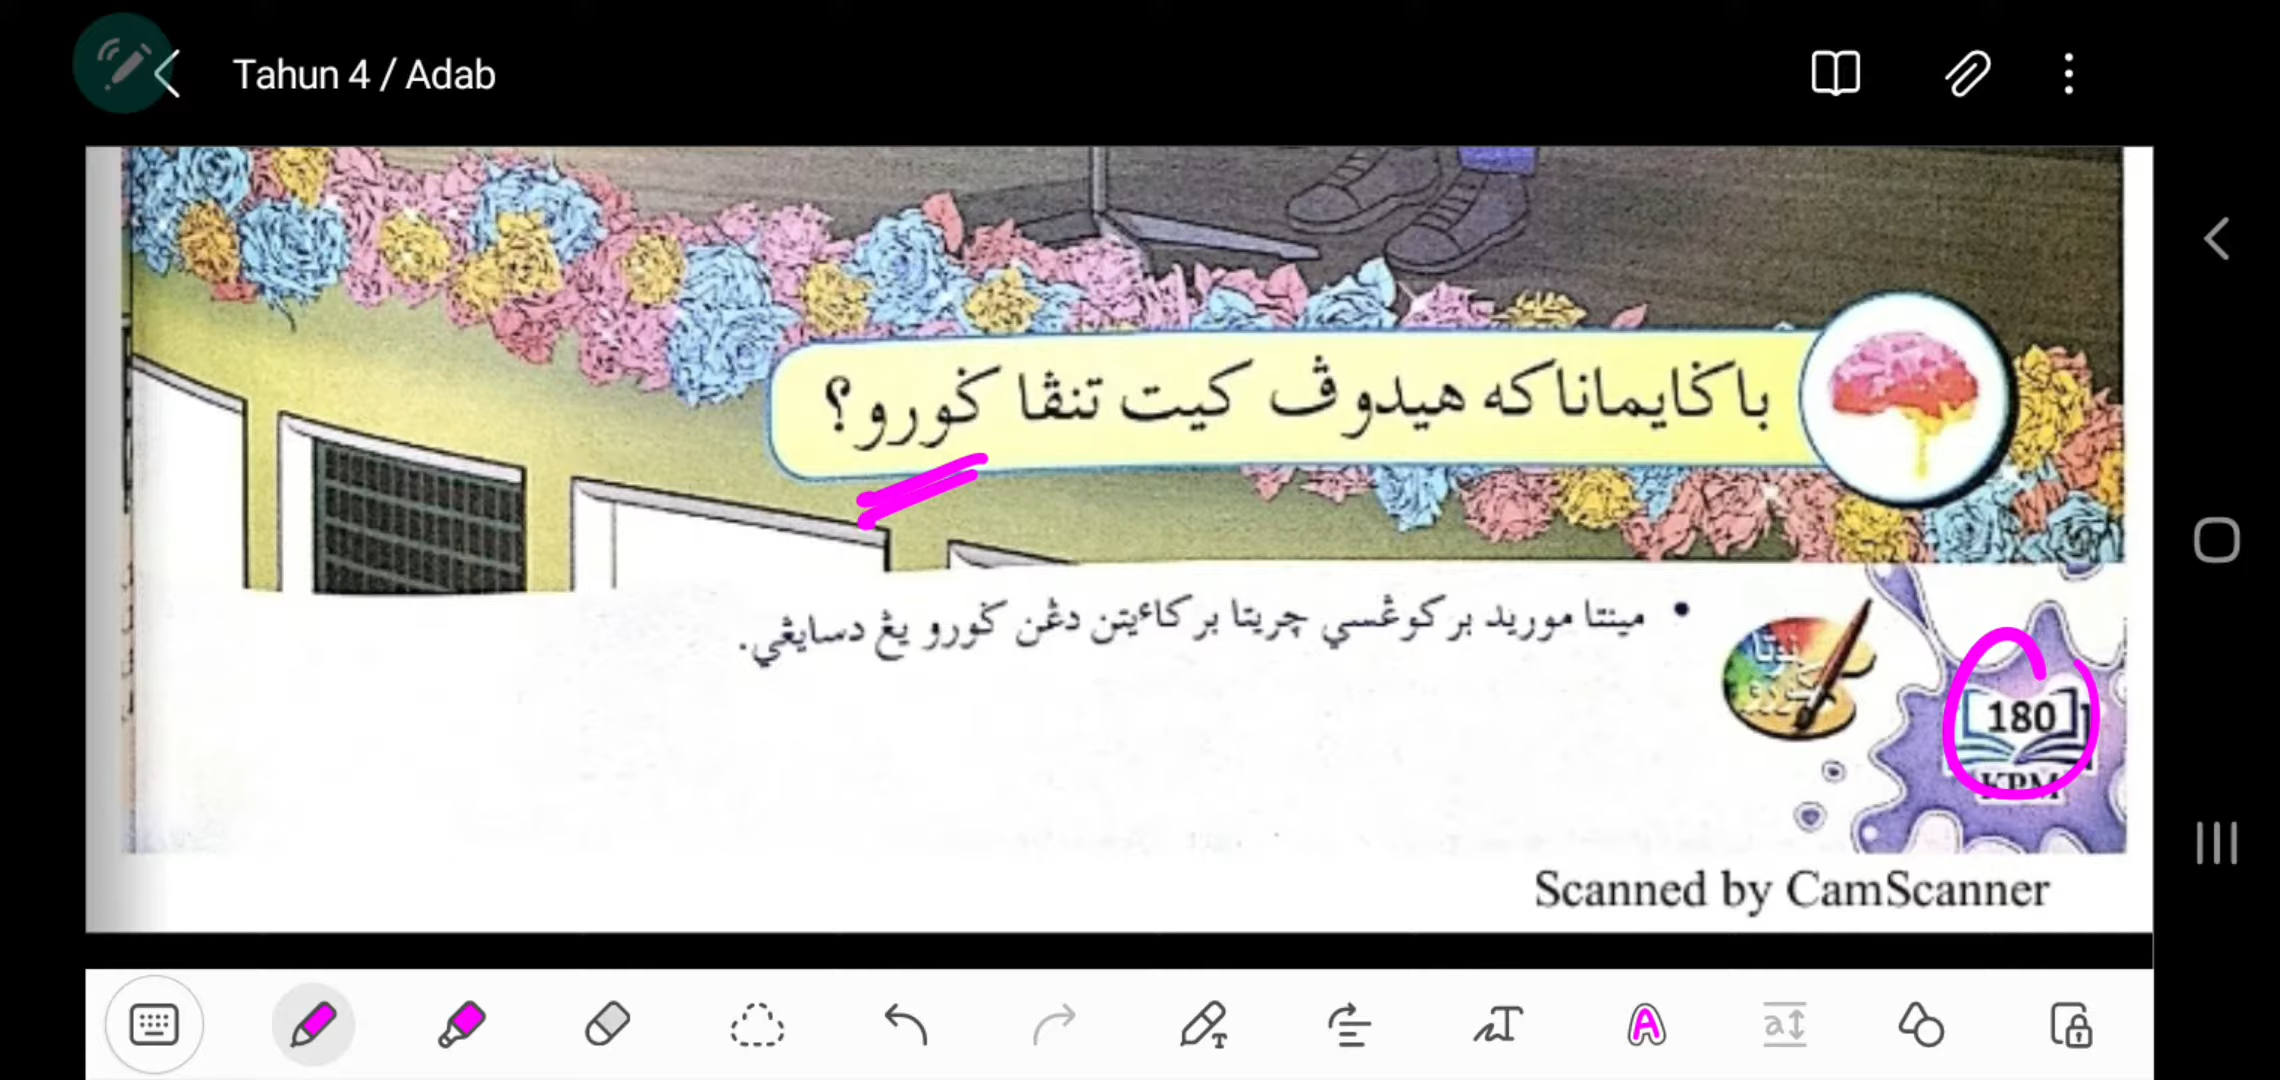 Tahun 4 / Adab
باݢايماناكه هيدوڤ كيت تنڤا ݢورو؟
• مينتا موريد بركوڠسي چريتا بركاءيتن دڠن ݢورو يڠ دسايڠي.
180
KPM
Scanned by CamScanner